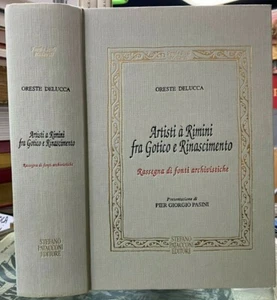 ORESTE DELUCCA
Artisti a Rimini
fra Gotico e Rinascimento
Rassegna di fonti archivistiche
STEFANO
PATACCONI
EDITORE
ORESTE DELUCCA
Artisti a Rimini
fra Gotico e Rinascimento
Rassegna di fonti archivistiche
Presentazione di
PIER GIORGIO PASINI
STEFANO
PATACCONI
EDITORE